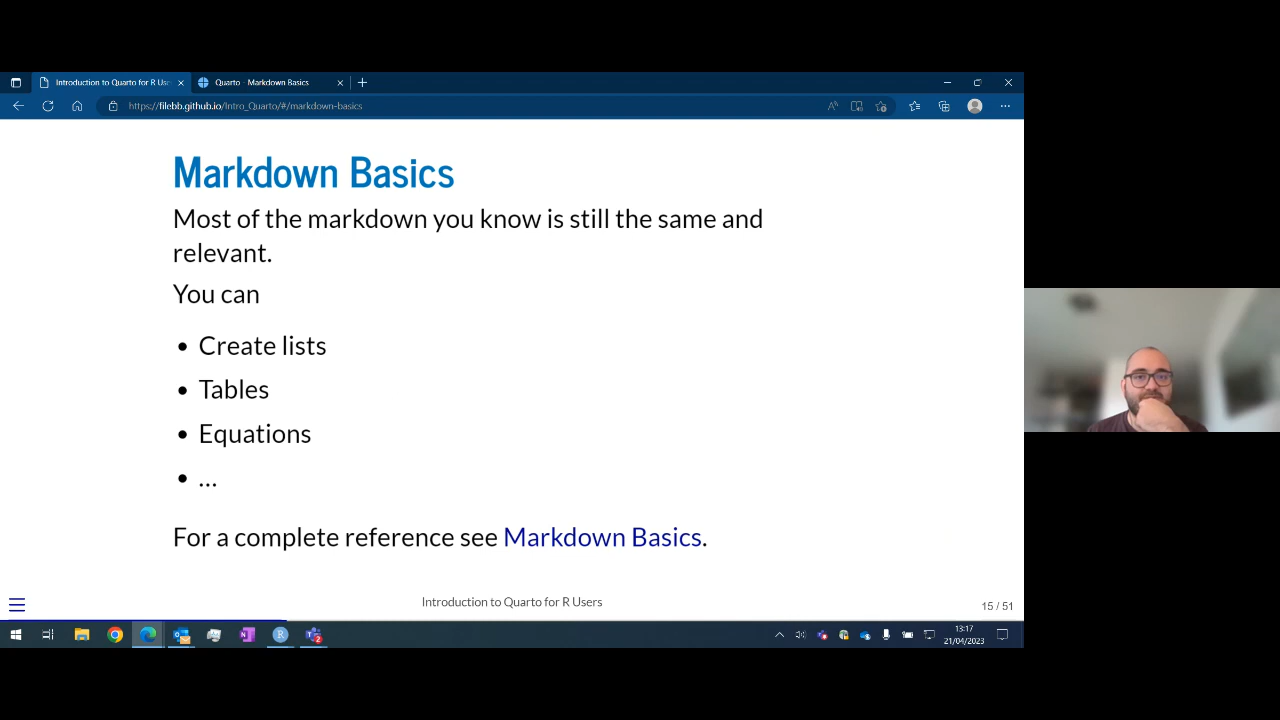 Introduction to Quarto for R Use
Quarto - Markdown Basics
https://filebb.github.io/Intro_Quarto/#/markdown-basics
Markdown Basics
Most of the markdown you know is still the same and
relevant.
You can
• Create lists
• Tables
• Equations
• ...
For a complete reference see Markdown Basics.
Introduction to Quarto for R Users
15 / 51
13:17
21/04/2023